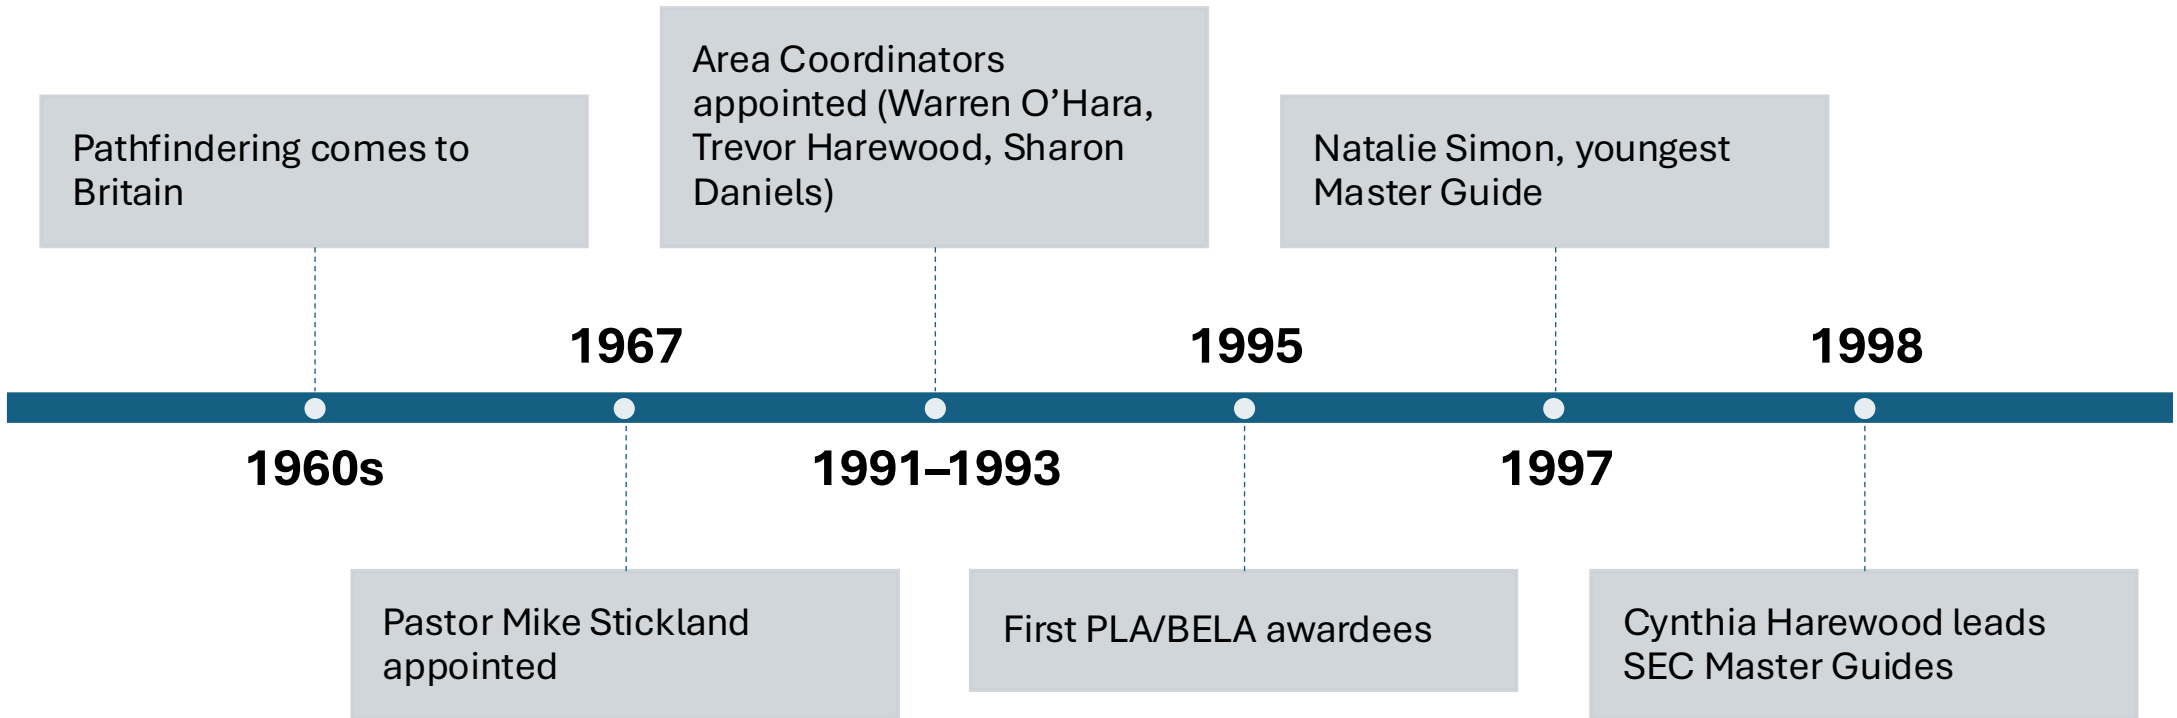 Pathfindering comes to
Britain
1960s
1967
Pastor Mike Stickland
appointed
Area Coordinators
appointed (Warren O’Hara,
Trevor Harewood, Sharon
Daniels)
1991–1993
1995
First PLA/BELA awardees
Natalie Simon, youngest
Master Guide
1997
1998
Cynthia Harewood leads
SEC Master Guides